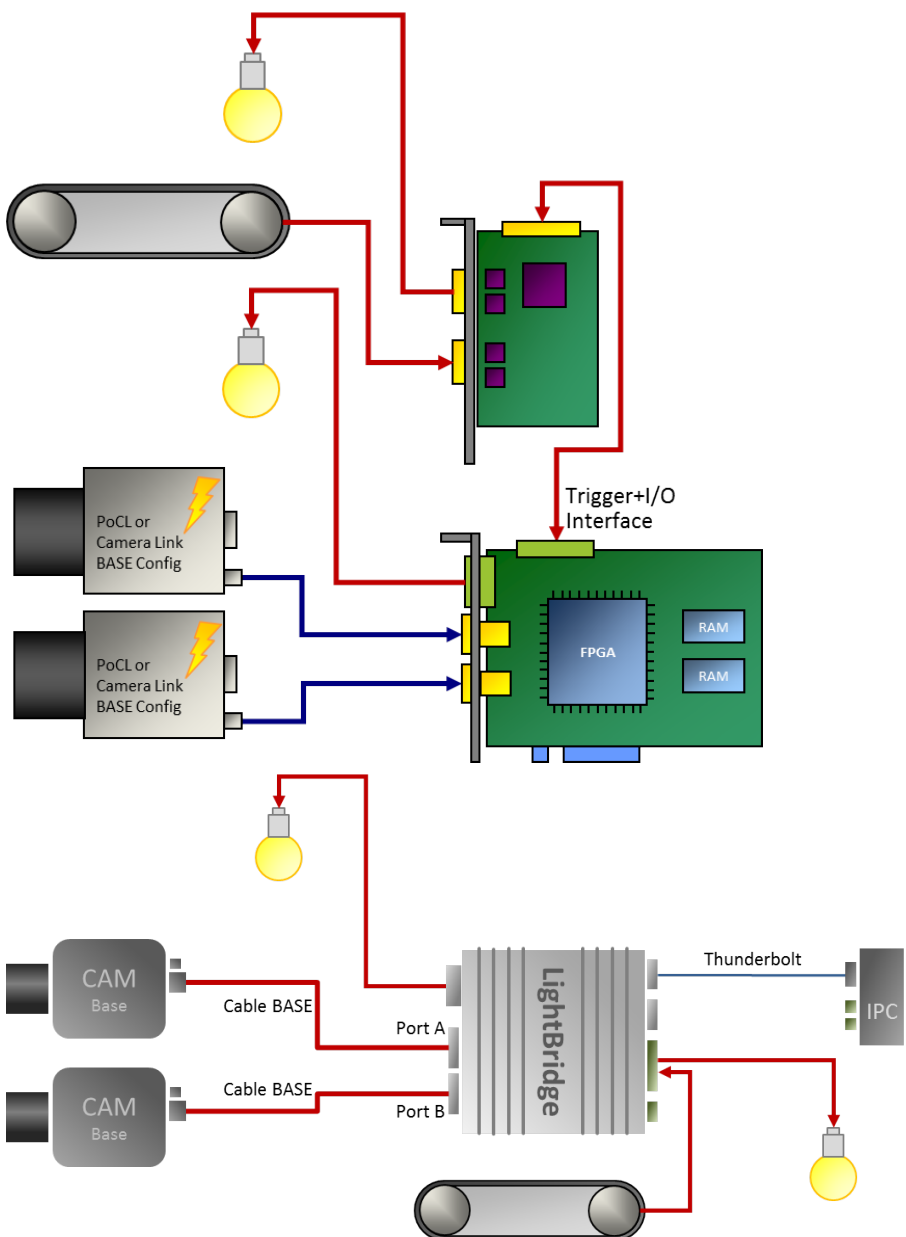 Trigger+I/O
Interface
PoCL or
Camera Link
BASE Config
FPGA
RAM
RAM
PoCL or
Camera Link
BASE Config
Thunderbolt
CAM
Base
Cable BASE
LightBridge
IPC
Port A
Cable BASE
CAM
Base
Port B